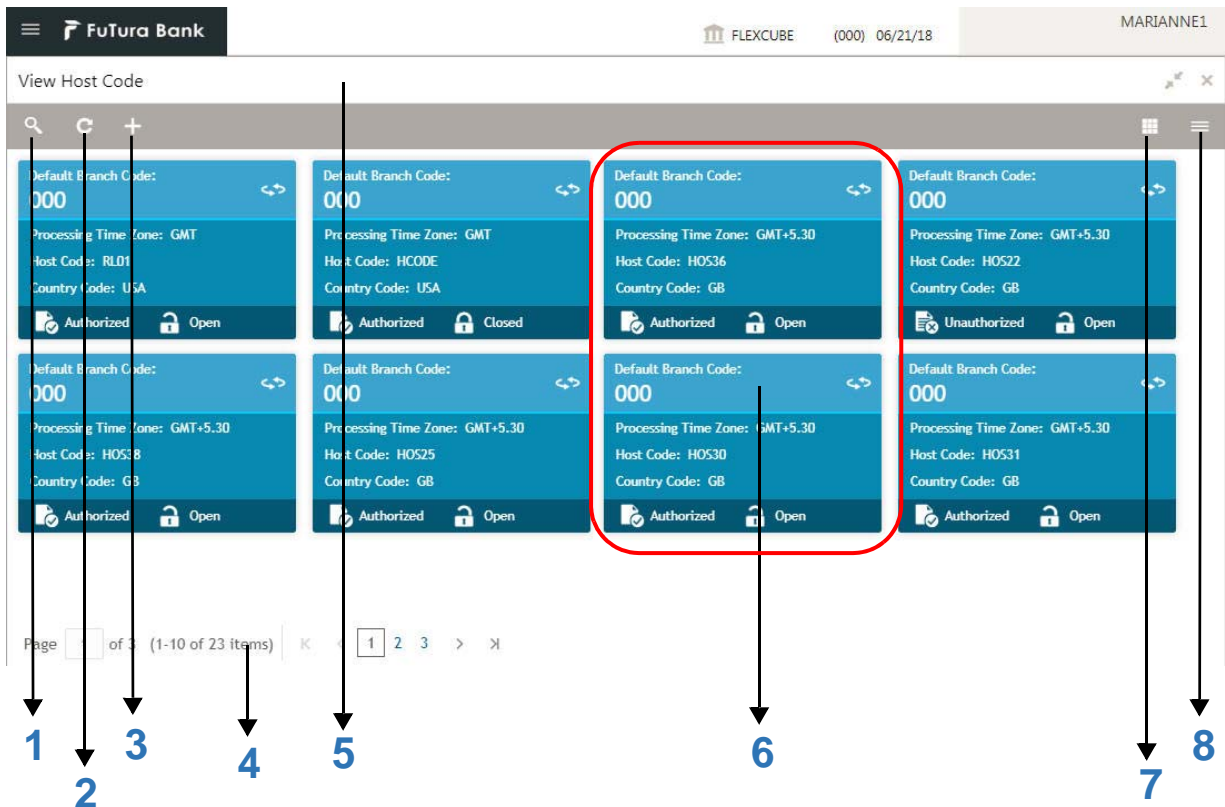 MARIANNE1
FuTura Bank
FLEXCUBE (000) 06/21/18
View Host Code
Default Branch Code: Default Branch Code: Default Branch Code: Default Branch Code:
000 000 000 000
Processing Time Zone: GMT Processing Time Zone: GMT Processing Time Zone: GMT+5.30 Processing Time Zone: GMT+5.30
Host Code: RL01 Host Code: HCODE Host Code: HOS36 Host Code: HOS22
Country Code: USA Country Code: USA Country Code: GB Country Code: GB
Authorized Open Authorized Closed Authorized Open Unauthorized Open
Default Branch Code: Default Branch Code: Default Branch Code: Default Branch Code:
000 000 000 000
Processing Time Zone: GMT+5.30 Processing Time Zone: GMT+5.30 Processing Time Zone: GMT+5.30 Processing Time Zone: GMT+5.30
Host Code: HOS38 Host Code: HOS25 Host Code: HOS30 Host Code: HOS31
Country Code: GB Country Code: GB Country Code: GB Country Code: GB
Authorized Open Authorized Open Authorized Open Authorized Open
Page of 3 (1-10 of 23 items) 1 2 3
1 2 3 4 5 6 7 8